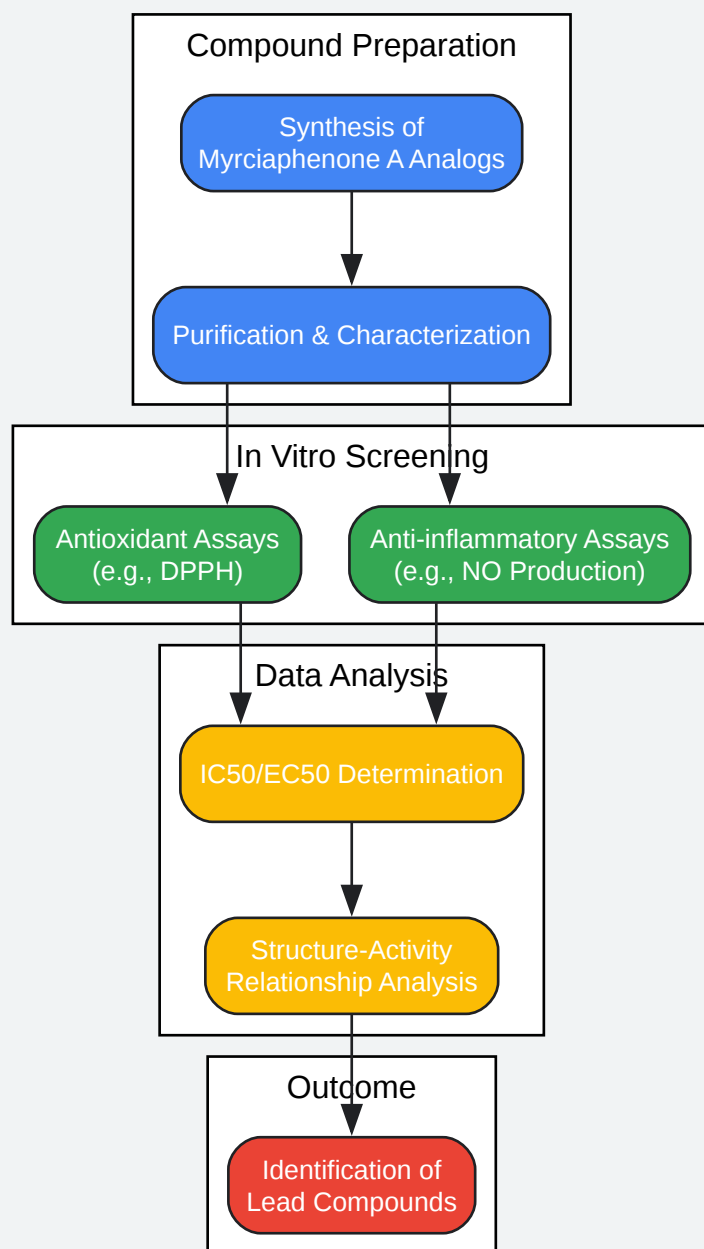 Compound Preparation
Synthesis of
Myrciaphenone A Analogs
Purification & Characterization
In Vitro Screening
Antioxidant Assays
(e.g., DPPH)
Anti-inflammatory Assays
(e.g., NO Production)
Data Analysis
IC50/EC50 Determination
Structure-Activity
Relationship Analysis
Outcome
Identification of
Lead Compounds